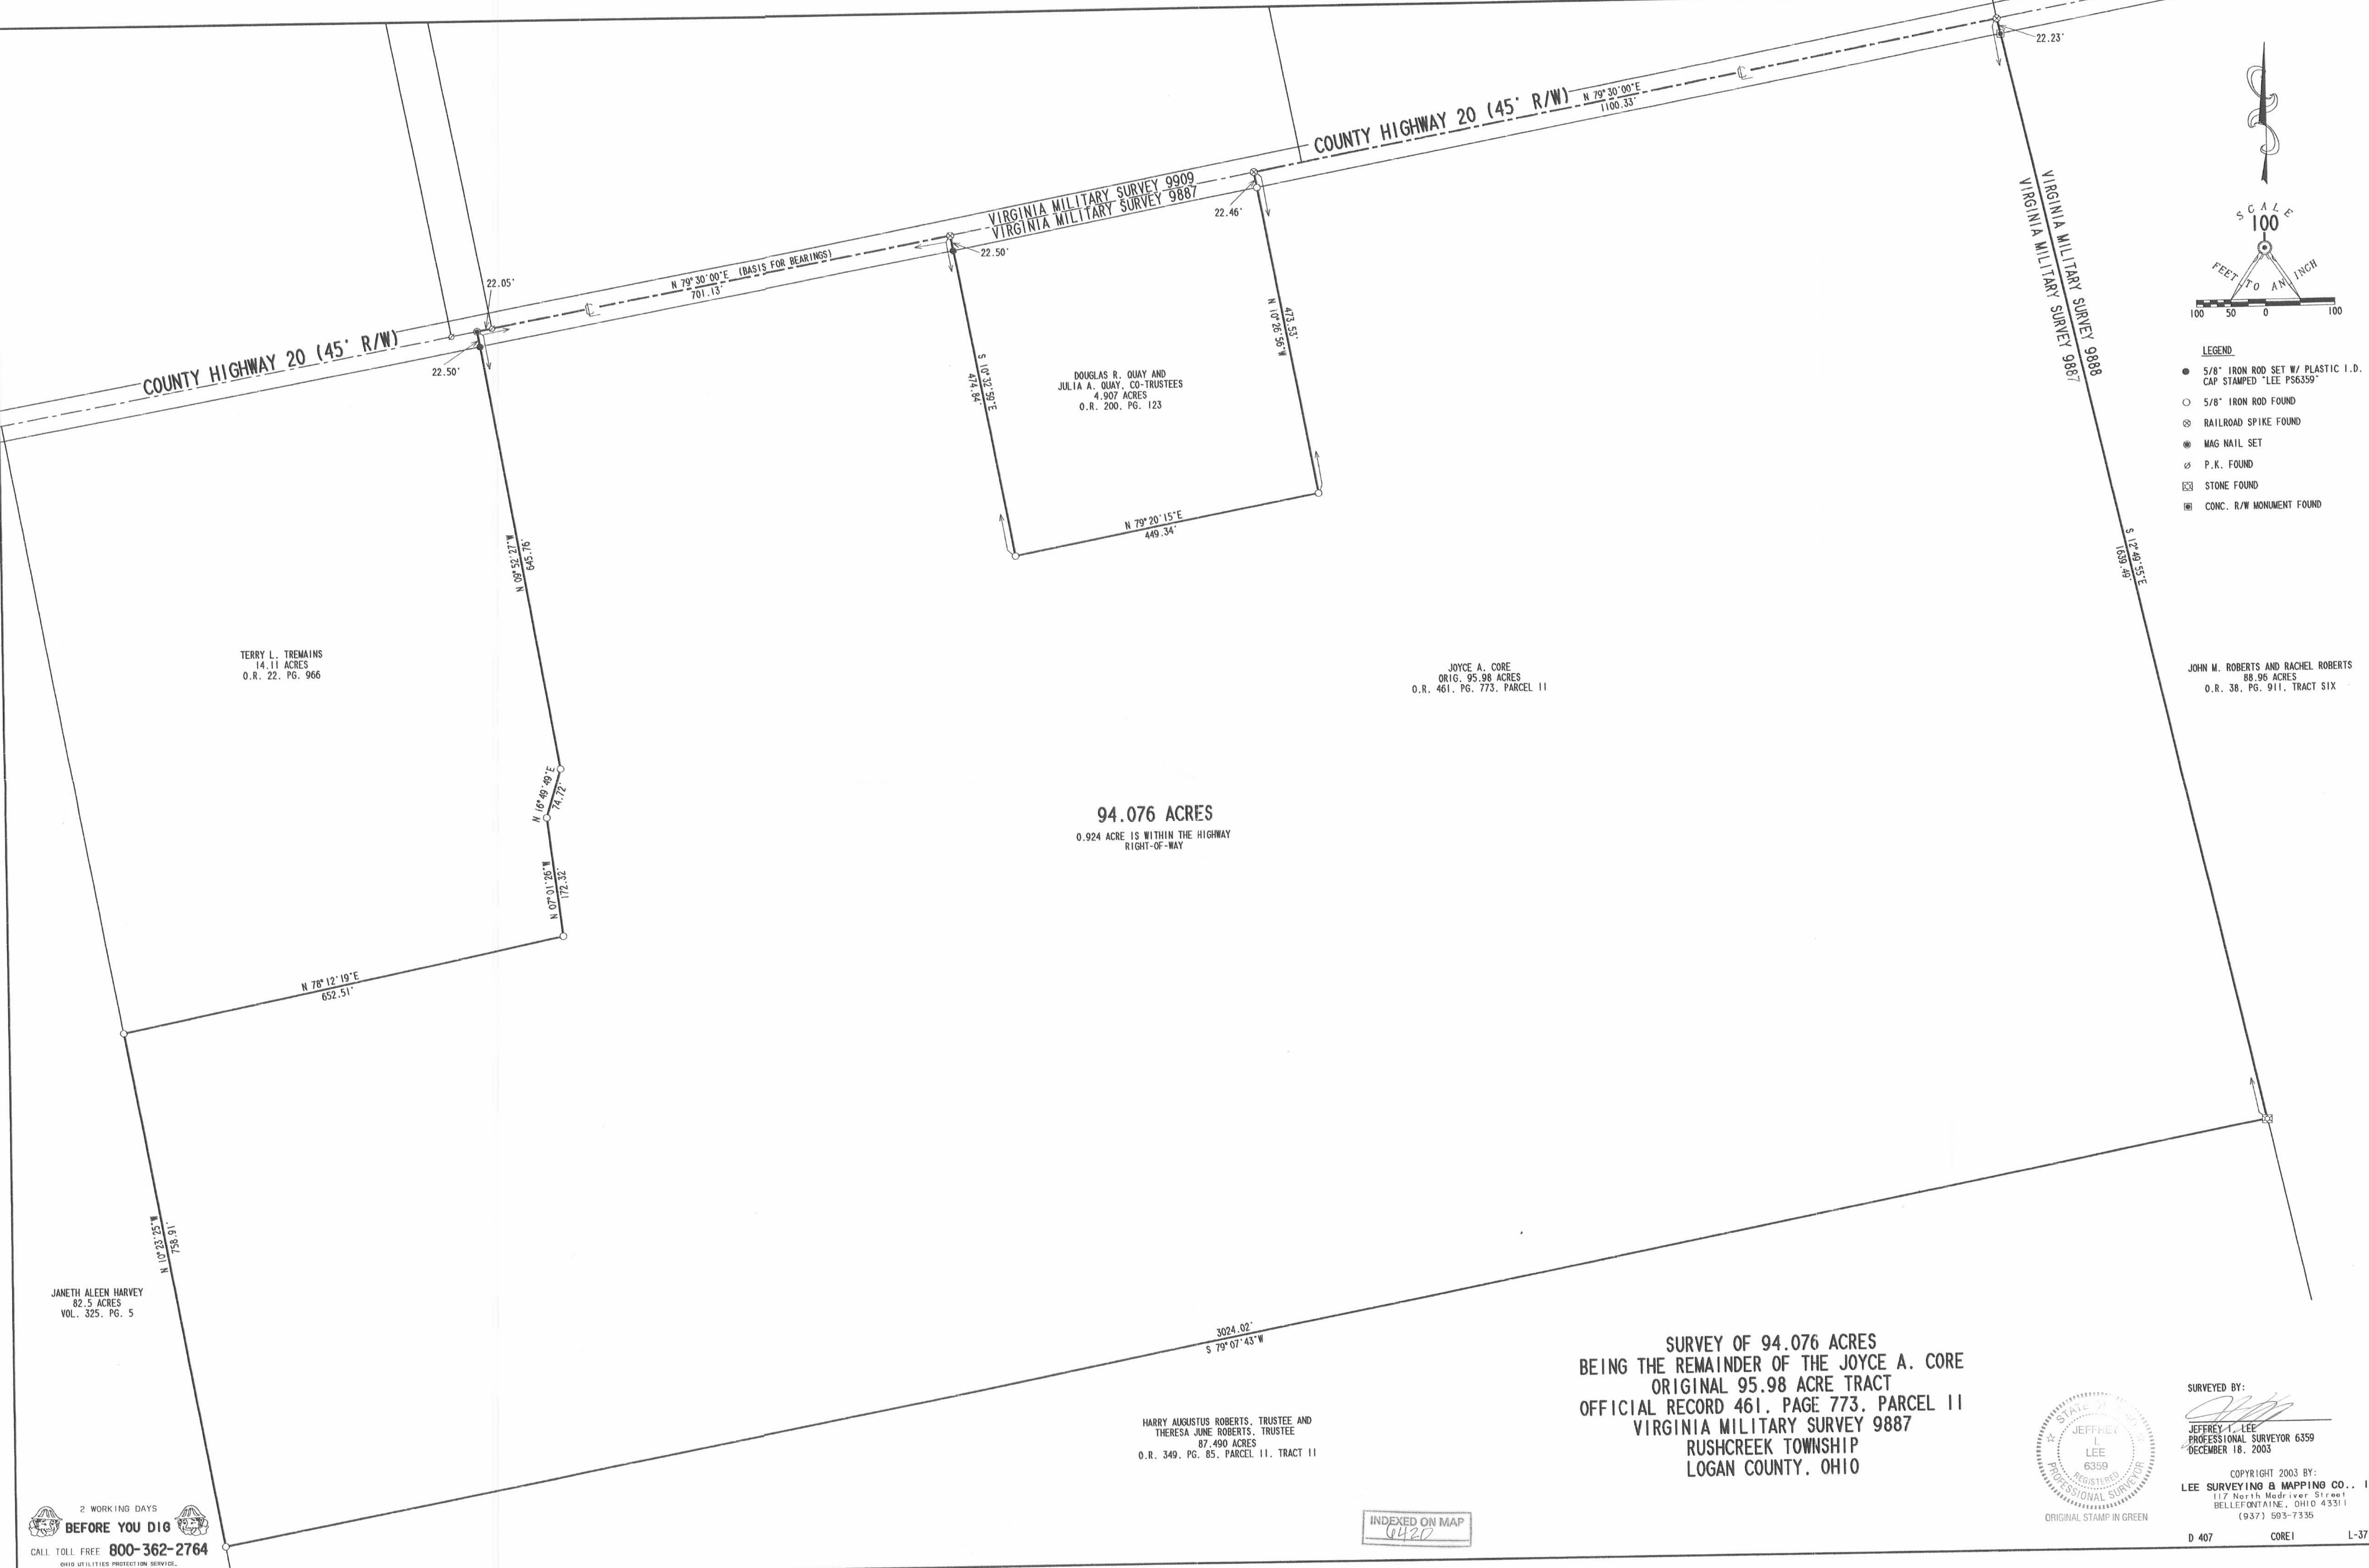 22.23'
COUNTY HIGHWAY 20 (45' R/W)
N 79°30'00"E
1100.33'
VIRGINIA MILITARY SURVEY 9909
VIRGINIA MILITARY SURVEY 9887
22.46'
22.50'
N 79°30'00"E (BASIS FOR BEARINGS)
701.13'
22.05'
COUNTY HIGHWAY 20 (45' R/W)
22.50'
VIRGINIA MILITARY SURVEY 9888
VIRGINIA MILITARY SURVEY 9887
SCALE
100
FEET TO AN INCH
100 50 0 100
LEGEND
5/8" IRON ROD SET W/ PLASTIC I.D.
CAP STAMPED "LEE PS6359"
5/8" IRON ROD FOUND
RAILROAD SPIKE FOUND
MAG NAIL SET
P.K. FOUND
STONE FOUND
CONC. R/W MONUMENT FOUND
S 10°32'59"E
474.84'
DOUGLAS R. QUAY AND
JULIA A. QUAY, CO-TRUSTEES
4.907 ACRES
O.R. 200, PG. 123
473.53'
N 10°26'56"W
N 79°20'15"E
449.34'
N 09°52'27"W
645.76'
S 12°49'55"E
1639.49'
TERRY L. TREMAINS
14.11 ACRES
O.R. 22, PG. 966
JOYCE A. CORE
ORIG. 95.98 ACRES
O.R. 461, PG. 773, PARCEL II
JOHN M. ROBERTS AND RACHEL ROBERTS
88.96 ACRES
O.R. 38, PG. 911, TRACT SIX
N 16°49'49"E
74.72'
94.076 ACRES
0.924 ACRE IS WITHIN THE HIGHWAY
RIGHT-OF-WAY
N 07°01'26"W
172.32'
N 78°12'19"E
652.51'
N 10°23'25"W
758.91'
JANETH ALEEN HARVEY
82.5 ACRES
VOL. 325, PG. 5
3024.02'
S 79°07'43"W
HARRY AUGUSTUS ROBERTS, TRUSTEE AND
THERESA JUNE ROBERTS, TRUSTEE
87.490 ACRES
O.R. 349, PG. 85, PARCEL II, TRACT II
SURVEY OF 94.076 ACRES
BEING THE REMAINDER OF THE JOYCE A. CORE
ORIGINAL 95.98 ACRE TRACT
OFFICIAL RECORD 461, PAGE 773, PARCEL II
VIRGINIA MILITARY SURVEY 9887
RUSHCREEK TOWNSHIP
LOGAN COUNTY, OHIO
STATE OF
JEFFREY
I.
LEE
6359
REGISTERED
PROFESSIONAL SURVEYOR
ORIGINAL STAMP IN GREEN
SURVEYED BY:
JEFFREY I. LEE
PROFESSIONAL SURVEYOR 6359
DECEMBER 18, 2003
COPYRIGHT 2003 BY:
LEE SURVEYING & MAPPING CO., I
117 North Madriver Street
BELLEFONTAINE, OHIO 43311
(937) 593-7335
D 407 CORE1 L-37
INDEXED ON MAP
6420
2 WORKING DAYS
BEFORE YOU DIG
CALL TOLL FREE 800-362-2764
OHIO UTILITIES PROTECTION SERVICE.